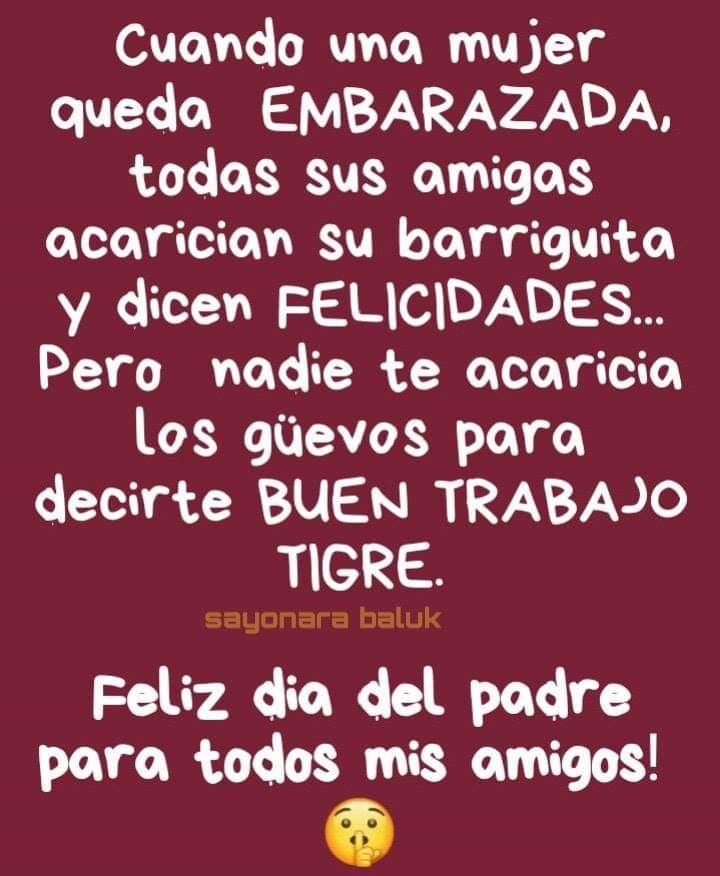 Cuando una mujer
queda EMBARAZADA,
todas sus amigas
acarician su barriguita
y dicen FELICIDADES...
Pero nadie te acaricia
los güevos para
decirte BUEN TRABAJO
TIGRE.
sayonara baluk
Feliz dia del padre
para todos mis amigos!